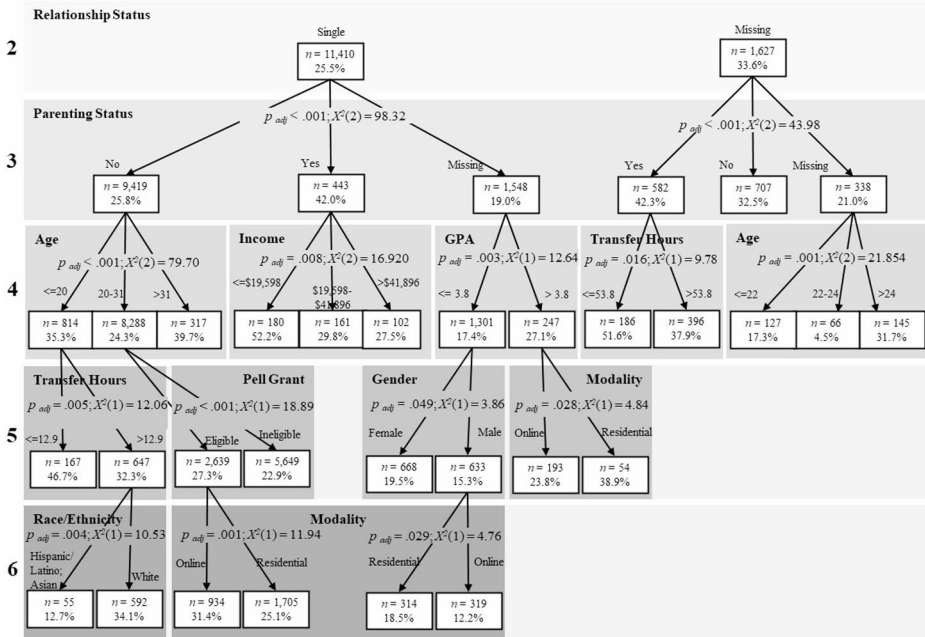 Relationship Status
2
Single
Missing
n = 11,410
25.5%
n = 1,627
33.6%
Parenting Status
p adj < .001; X²(2) = 98.32
p adj < .001; X²(2) = 43.98
3
No
Yes
Missing
Yes
No
Missing
n = 9,419
25.8%
n = 443
42.0%
n = 1,548
19.0%
n = 582
42.3%
n = 707
32.5%
n = 338
21.0%
Age
Income
GPA
Transfer Hours
Age
p adj < .001; X²(2) = 79.70
p adj = .008; X²(2) = 16.920
p adj = .003; X²(1) = 12.64
p adj = .016; X²(1) = 9.78
p adj = .001; X²(2) = 21.854
4
<=20
20-31
>31
<=$19,598
$19,598-
$41,896
>$41,896
<= 3.8
> 3.8
<=53.8
>53.8
<=22
22-24
>24
n = 814
35.3%
n = 8,288
24.3%
n = 317
39.7%
n = 180
52.2%
n = 161
29.8%
n = 102
27.5%
n = 1,301
17.4%
n = 247
27.1%
n = 186
51.6%
n = 396
37.9%
n = 127
17.3%
n = 66
4.5%
n = 145
31.7%
Transfer Hours
Pell Grant
Gender
Modality
p adj = .005; X²(1) = 12.06
p adj < .001; X²(1) = 18.89
p adj = .049; X²(1) = 3.86
p adj = .028; X²(1) = 4.84
5
<=12.9
>12.9
Eligible
Ineligible
Female
Male
Online
Residential
n = 167
46.7%
n = 647
32.3%
n = 2,639
27.3%
n = 5,649
22.9%
n = 668
19.5%
n = 633
15.3%
n = 193
23.8%
n = 54
38.9%
Race/Ethnicity
Modality
p adj = .004; X²(1) = 10.53
p adj = .001; X²(1) = 11.94
p adj = .029; X²(1) = 4.76
6
Hispanic/
Latino;
Asian
White
Online
Residential
Residential
Online
n = 55
12.7%
n = 592
34.1%
n = 934
31.4%
n = 1,705
25.1%
n = 314
18.5%
n = 319
12.2%